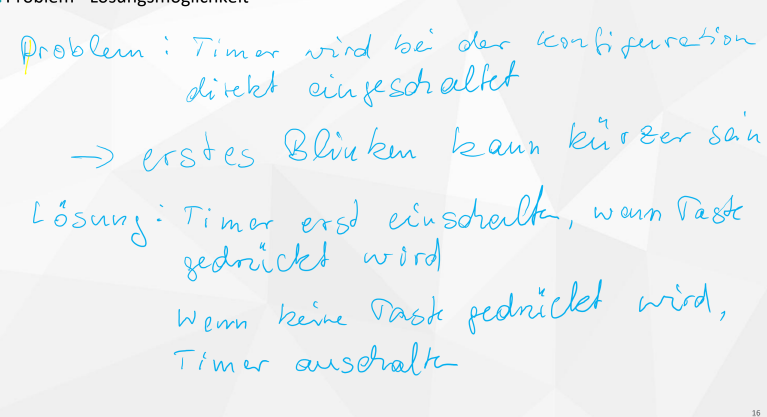 Problem - Lösungsmöglichkeit
Problem : Timer wird bei der Konfiguration
direkt eingeschaltet
→ erstes Blinken kann kürzer sein
Lösung : Timer erst einschalten, wenn Taste
gedrückt wird
Wenn keine Taste gedrückt wird,
Timer ausschalten
16